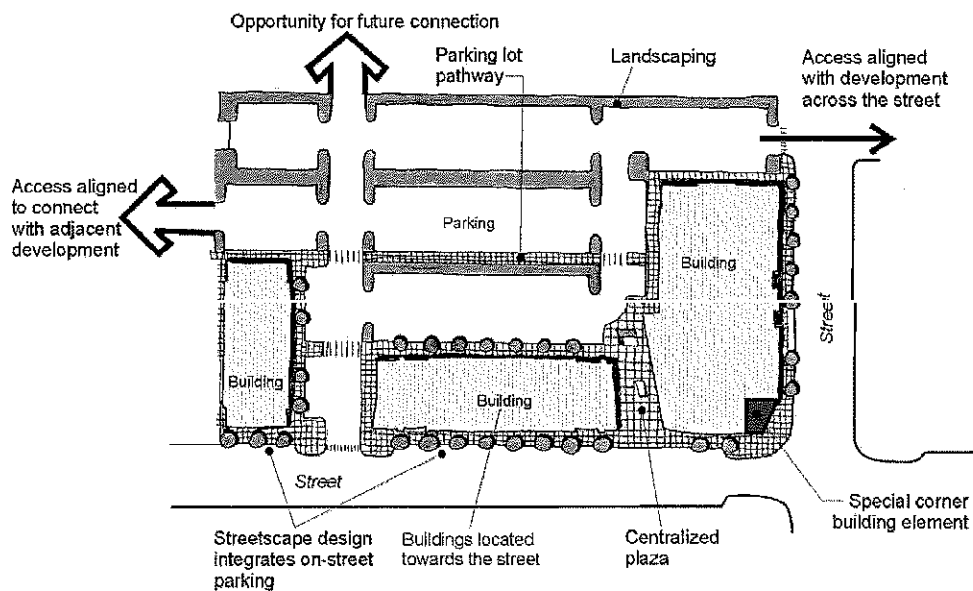 Opportunity for future connection
Parking lot
pathway
Landscaping
Access aligned
with development
across the street
Access aligned
to connect
with adjacent
development
Parking
Building
Street
Building
Building
Street
Streetscape design
integrates on-street
parking
Buildings located
towards the street
Centralized
plaza
Special corner
building element